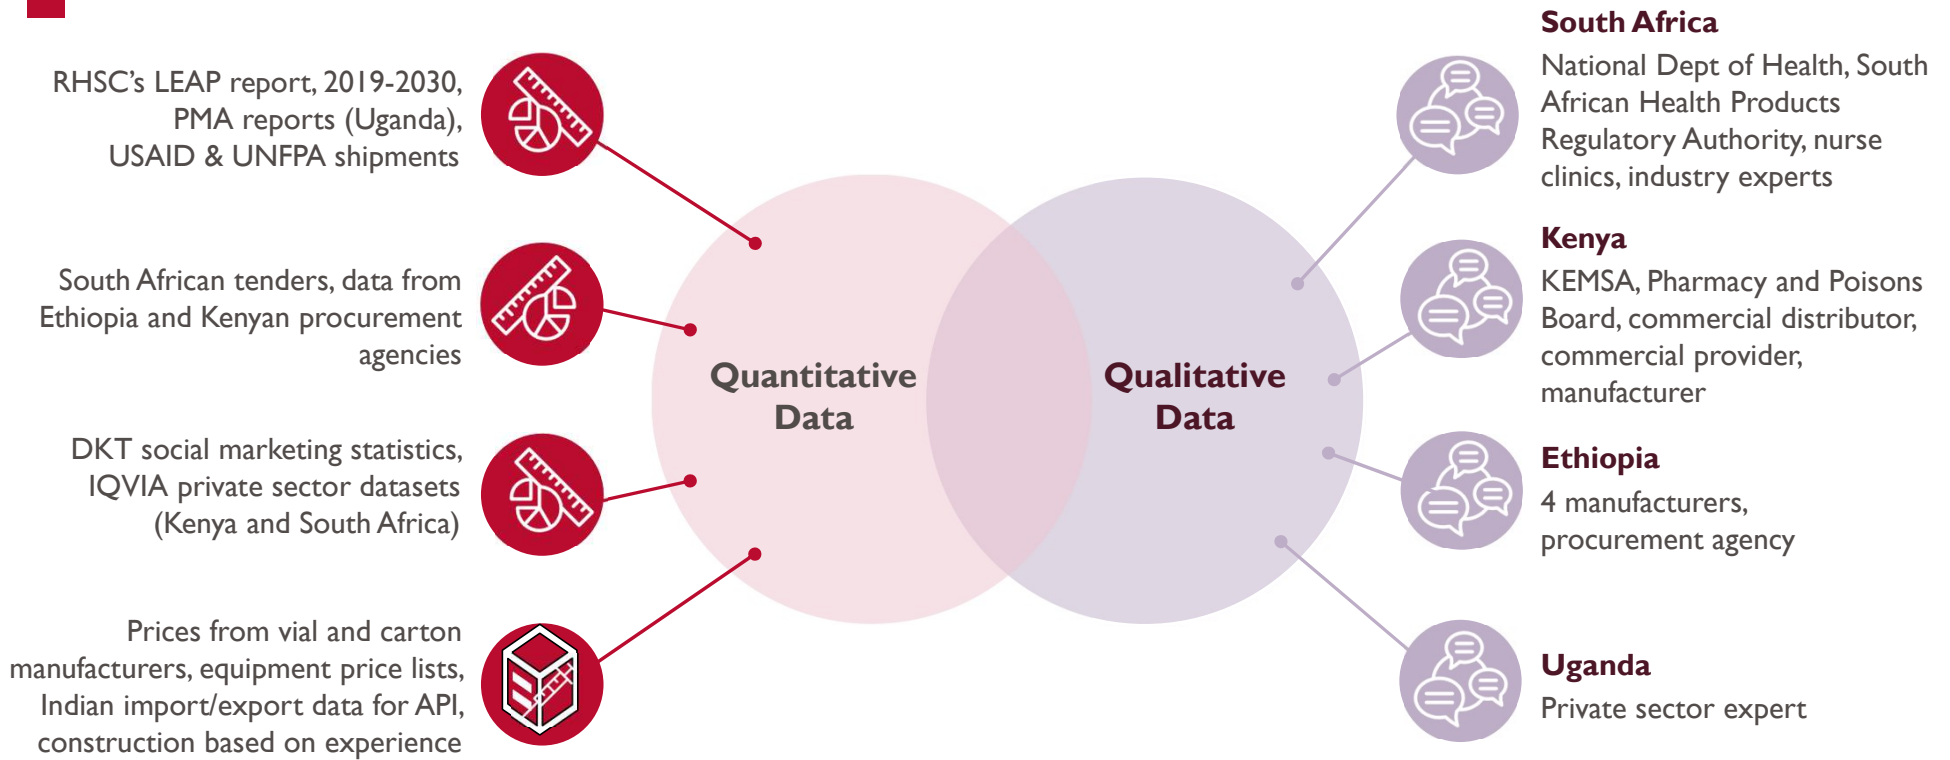 RHSC’s LEAP report, 2019-2030,
PMA reports (Uganda),
USAID & UNFPA shipments
South African tenders, data from
Ethiopia and Kenyan procurement
agencies
DKT social marketing statistics,
IQVIA private sector datasets
(Kenya and South Africa)
Prices from vial and carton
manufacturers, equipment price lists,
Indian import/export data for API,
construction based on experience
Quantitative
Data
Qualitative
Data
South Africa
National Dept of Health, South
African Health Products
Regulatory Authority, nurse
clinics, industry experts
Kenya
KEMSA, Pharmacy and Poisons
Board, commercial distributor,
commercial provider,
manufacturer
Ethiopia
4 manufacturers,
procurement agency
Uganda
Private sector expert